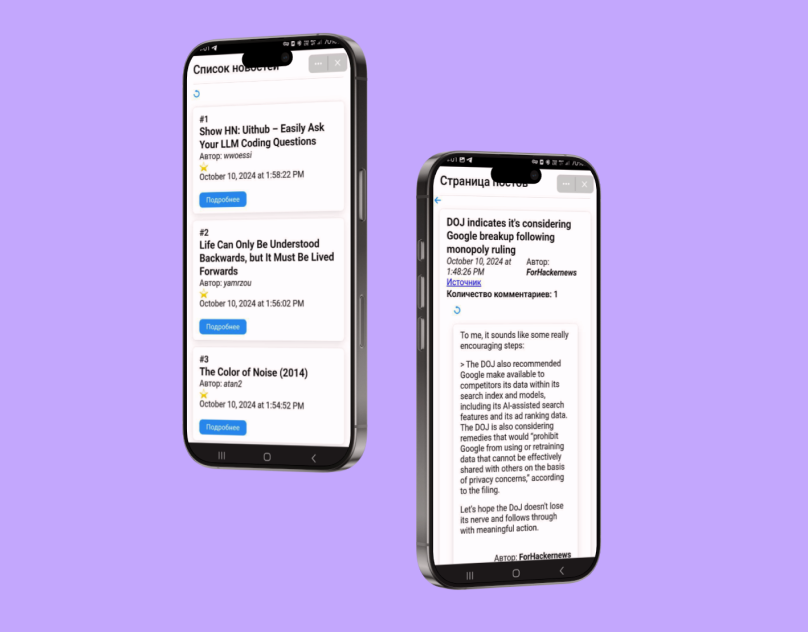 Список новостей
#1
Show HN: Uithub – Easily Ask
Your LLM Coding Questions
Автор: wwoessi
October 10, 2024 at 1:58:22 PM
Подробнее
#2
Life Can Only Be Understood
Backwards, but It Must Be Lived
Forwards
Автор: yamrzou
October 10, 2024 at 1:56:02 PM
Подробнее
#3
The Color of Noise (2014)
Автор: atan2
October 10, 2024 at 1:54:52 PM
Подробнее
Страница постов
DOJ indicates it's considering
Google breakup following
monopoly ruling
October 10, 2024 at
1:48:26 PM
Автор:
ForHackernews
Источник
Количество комментариев: 1
To me, it sounds like some really
encouraging steps:
> The DOJ also recommended
Google make available to
competitors its data within its
search index and models,
including its AI-assisted search
features and its ad ranking data.
The DOJ is also considering
remedies that would "prohibit
Google from using or retraining
data that cannot be effectively
shared with others on the basis
of privacy concerns," according
to the filing.
Let's hope the DoJ doesn't lose
its nerve and follows through
with meaningful action.
Автор: ForHackernews